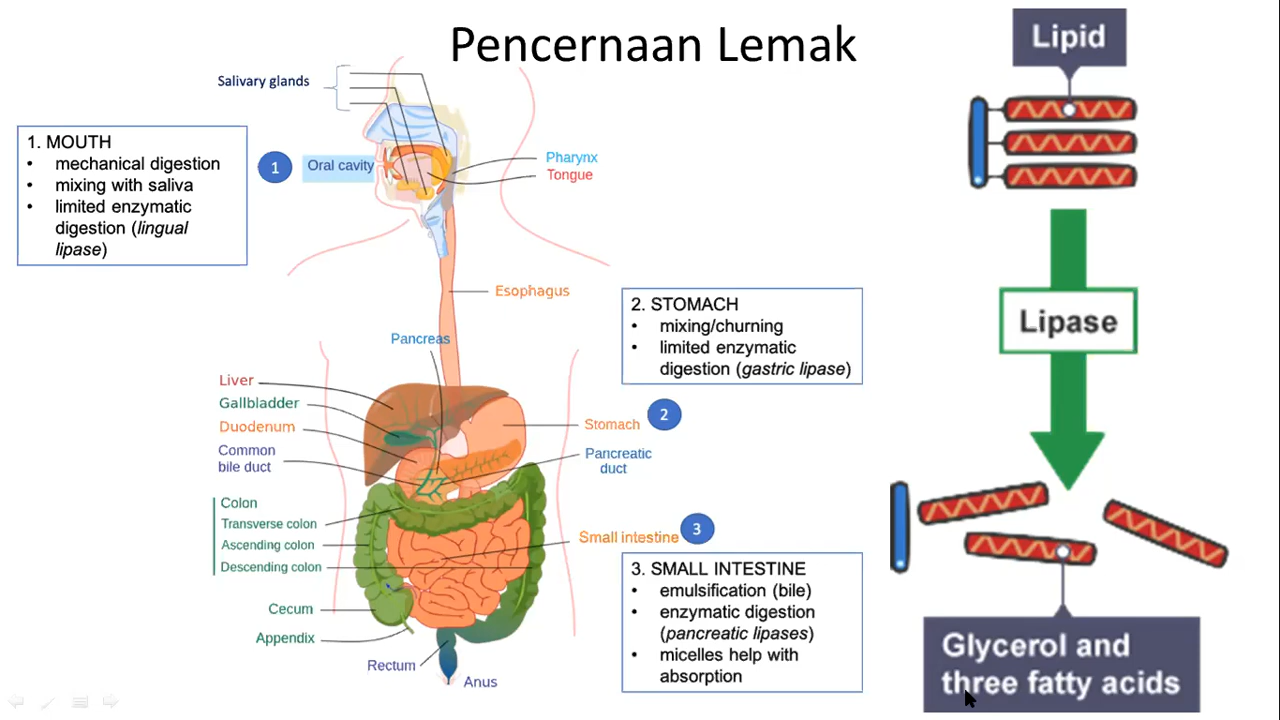 Pencernaan Lemak
Salivary glands
1. MOUTH
• mechanical digestion
• mixing with saliva
• limited enzymatic
digestion (lingual
lipase)
1
Oral cavity
Pharynx
Tongue
Esophagus
2. STOMACH
• mixing/churning
• limited enzymatic
digestion (gastric lipase)
Pancreas
Liver
Gallbladder
Duodenum
Common
bile duct
Stomach
2
Pancreatic
duct
Colon
Transverse colon
Ascending colon
Descending colon
Small intestine
3
3. SMALL INTESTINE
• emulsification (bile)
• enzymatic digestion
(pancreatic lipases)
• micelles help with
absorption
Cecum
Appendix
Rectum
Anus
Lipid
Lipase
Glycerol and
three fatty acids